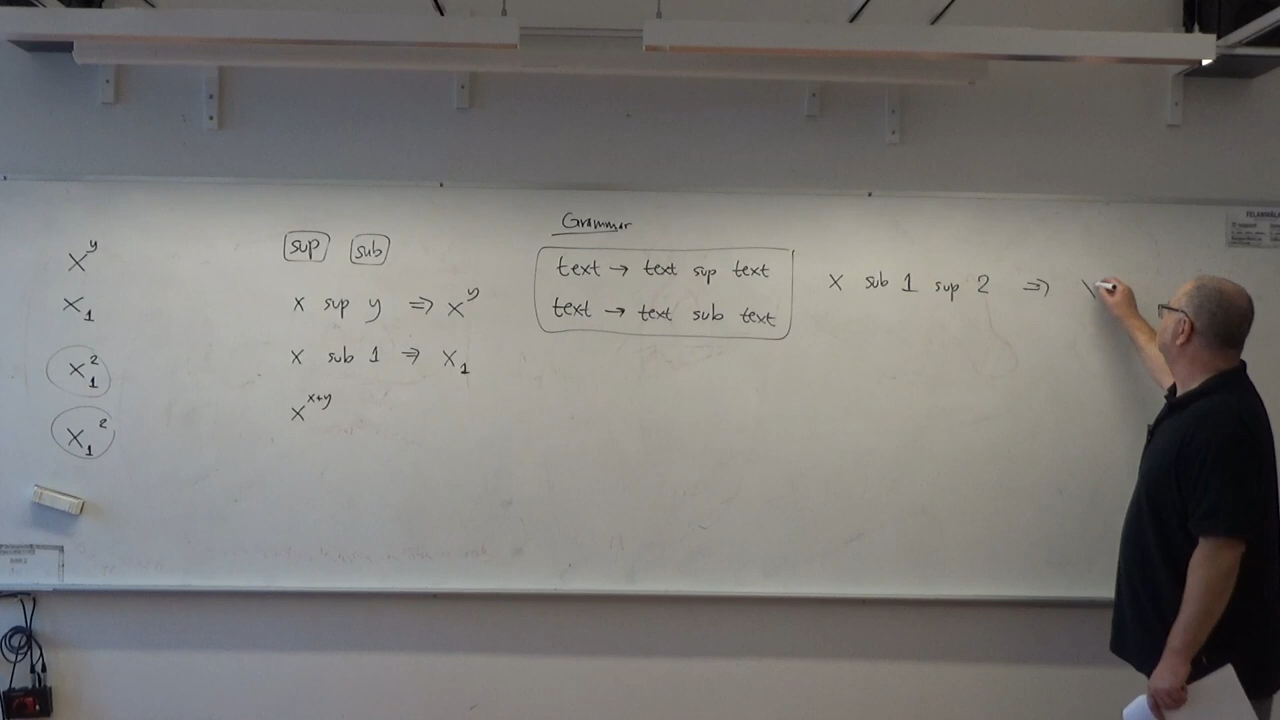 x^y
x_1
x_1^2
x_1 ^2
sup sub
x sup y ⇒ x^y
x sub 1 ⇒ x_1
x^{x+y}
Grammar
text → text sup text
text → text sub text
x sub 1 sup 2 ⇒
FELANMÄLA